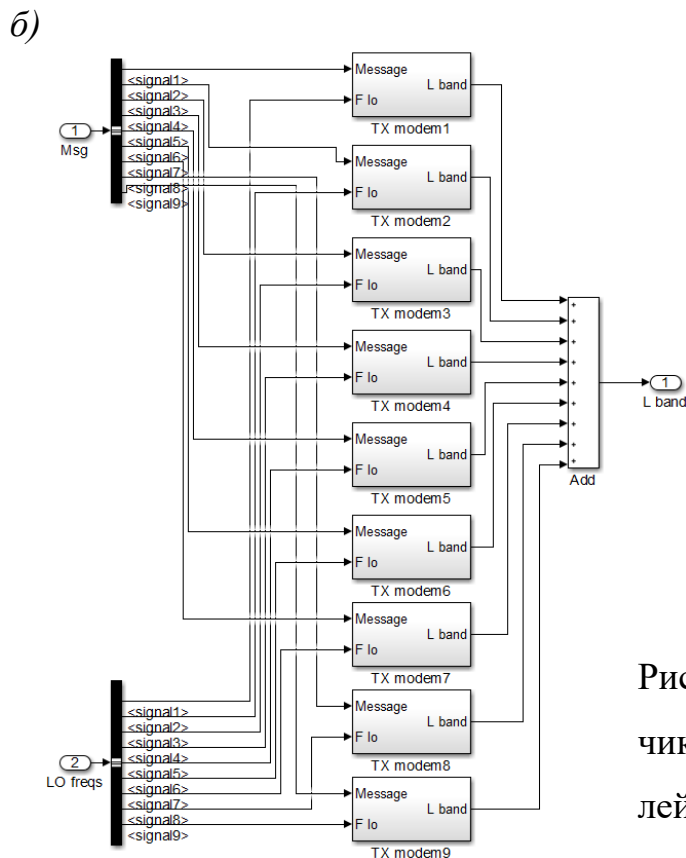 б)
1
Msg
<signal1>
<signal2>
<signal3>
<signal4>
<signal5>
<signal6>
<signal7>
<signal8>
<signal9>
Message
F lo
L band
TX modem1
Message
F lo
L band
TX modem2
Message
F lo
L band
TX modem3
Message
F lo
L band
TX modem4
Message
F lo
L band
TX modem5
Message
F lo
L band
TX modem6
Message
F lo
L band
TX modem7
Message
F lo
L band
TX modem8
Message
F lo
L band
TX modem9
+
+
+
+
+
+
+
+
+
Add
1
L band
2
LO freqs
<signal1>
<signal2>
<signal3>
<signal4>
<signal5>
<signal6>
<signal7>
<signal8>
<signal9>
Рис
чик
лей